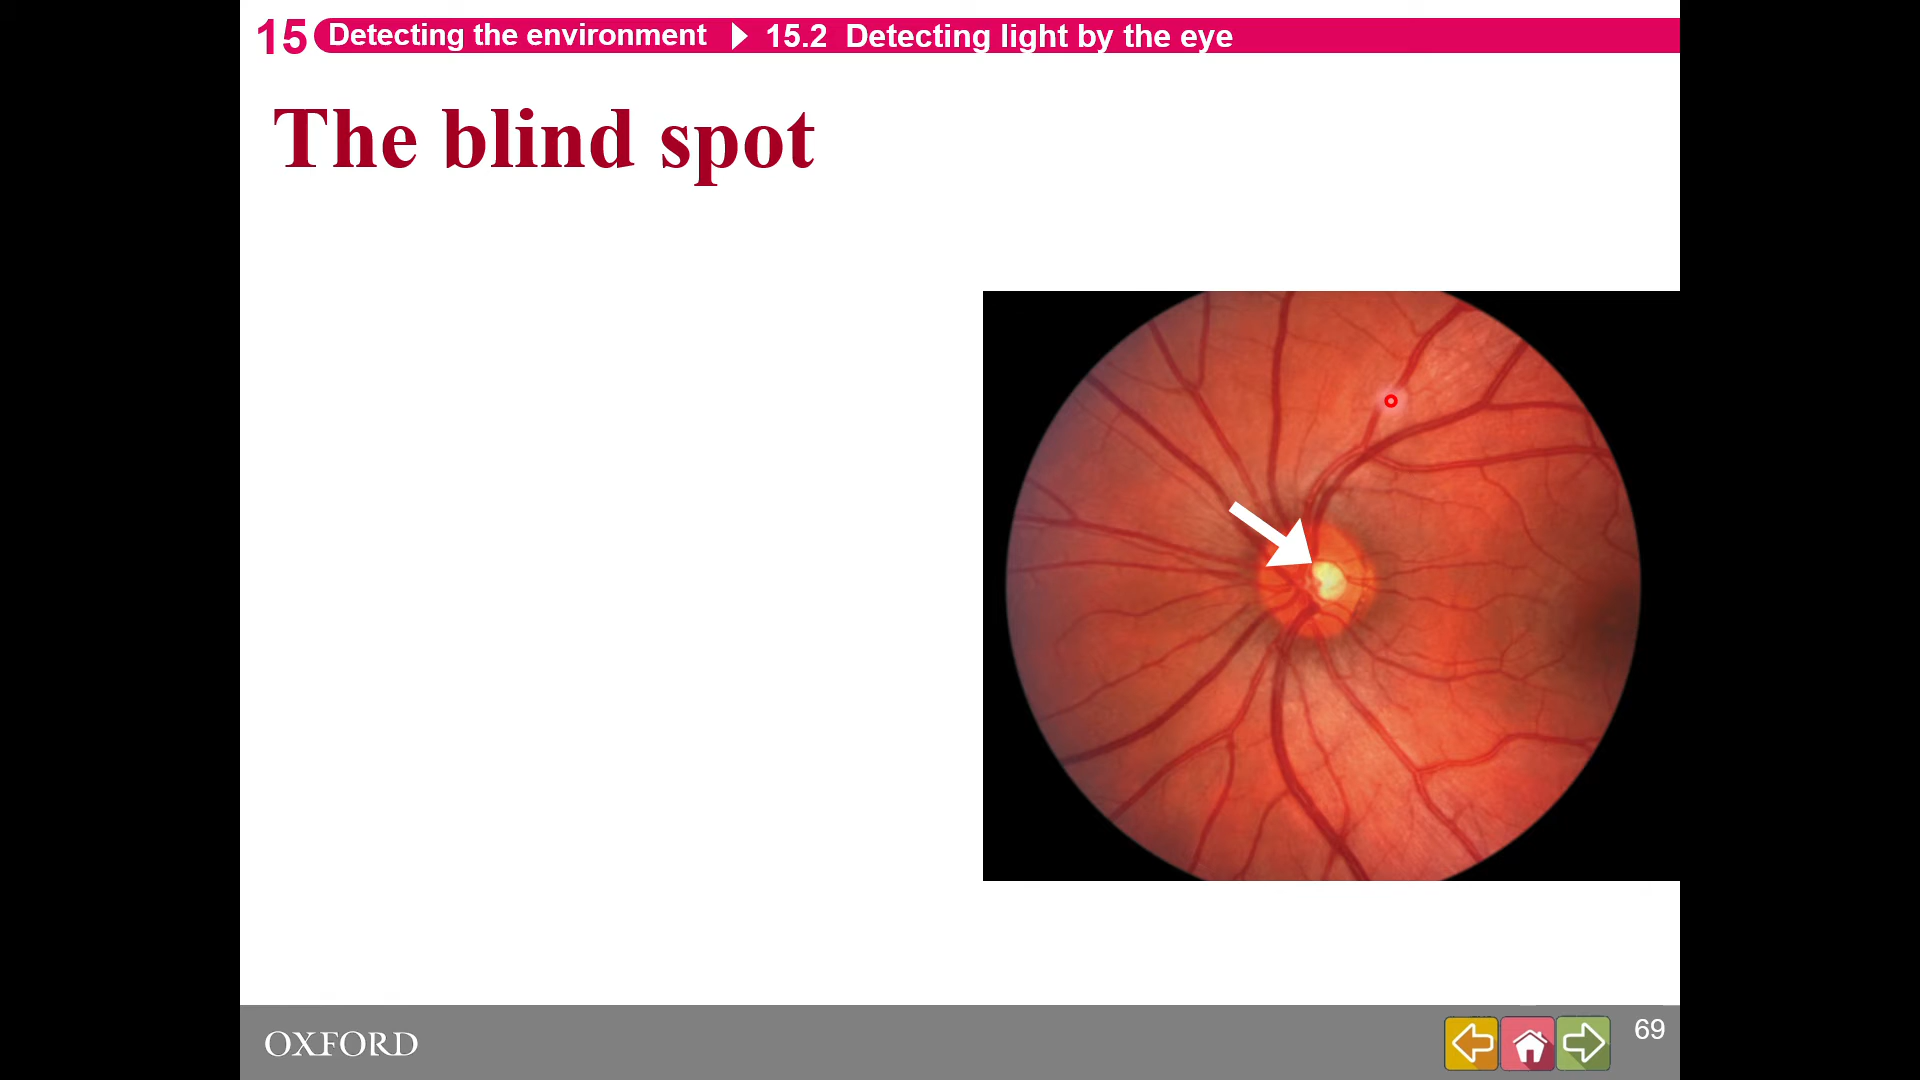 15 Detecting the environment 15.2 Detecting light by the eye
The blind spot
OXFORD
69